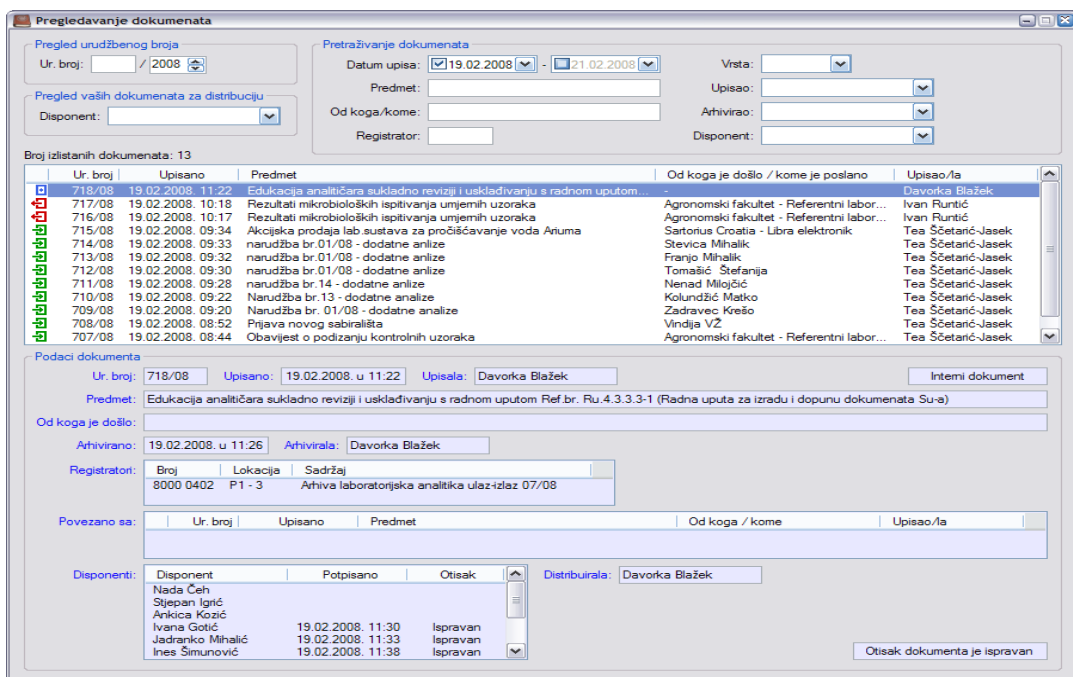 Pregledavanje dokumenata
Pregled urudžbenog broja
Ur. broj: / 2008
Pregled vaših dokumenata za distribuciju
Disponent:
Pretraživanje dokumenata
Datum upisa: 19.02.2008 - 21.02.2008 Vrsta:
Predmet: Upisao:
Od koga/kome: Arhivirao:
Registrator: Disponent:
Broj izlistanih dokumenata: 13
Ur. broj Upisano Predmet Od koga je došlo / kome je poslano Upisao/la
718/08 19.02.2008. 11:22 Edukacija analitičara sukladno reviziji i usklađivanju s radnom uputom... - Davorka Blažek
717/08 19.02.2008. 10:18 Rezultati mikrobioloških ispitivanja umjernih uzoraka Agronomski fakultet - Referentni labor... Ivan Runtić
716/08 19.02.2008. 10:17 Rezultati mikrobioloških ispitivanja umjernih uzoraka Agronomski fakultet - Referentni labor... Ivan Runtić
715/08 19.02.2008. 09:34 Akcijska prodaja lab.sustava za pročišćavanje voda Ariuma Sartorius Croatia - Libra elektronik Tea Ščetarić-Jasek
714/08 19.02.2008. 09:33 narudžba br.01/08 - dodatne anlize Stevica Mihalik Tea Ščetarić-Jasek
713/08 19.02.2008. 09:32 narudžba br.01/08 - dodatne anlize Franjo Mihalik Tea Ščetarić-Jasek
712/08 19.02.2008. 09:30 narudžba br.01/08 - dodatne anlize Tomašić Štefanija Tea Ščetarić-Jasek
711/08 19.02.2008. 09:28 narudžba br.14 - dodatne anlize Nenad Milojčić Tea Ščetarić-Jasek
710/08 19.02.2008. 09:22 Narudžba br.13 - dodatne analize Kolundžić Matko Tea Ščetarić-Jasek
709/08 19.02.2008. 09:20 Narudžba br. 01/08 - dodatne analize Zadravec Krešo Tea Ščetarić-Jasek
708/08 19.02.2008. 08:52 Prijava novog sabirališta Vindija VŽ Tea Ščetarić-Jasek
707/08 19.02.2008. 08:44 Obavijest o podizanju kontrolnih uzoraka Agronomski fakultet - Referentni labor... Tea Ščetarić-Jasek
Podaci dokumenta
Ur. broj: 718/08 Upisano: 19.02.2008. u 11:22 Upisala: Davorka Blažek Interni dokument
Predmet: Edukacija analitičara sukladno reviziji i usklađivanju s radnom uputom Ref.br. Ru.4.3.3.3-1 (Radna uputa za izradu i dopunu dokumenata Su-a)
Od koga je došlo:
Arhivirano: 19.02.2008. u 11:26 Arhivirala: Davorka Blažek
Registratori: Broj Lokacija Sadržaj
8000 0402 P1 - 3 Arhiva laboratorijska analitika ulaz-izlaz 07/08
Povezano sa: Ur. broj Upisano Predmet Od koga / kome Upisao/la
Disponenti: Disponent Potpisano Otisak Distribuirala: Davorka Blažek
Nada Čeh
Stjepan Igrić
Ankica Kozić
Ivana Gotić 19.02.2008. 11:30 Ispravan
Jadranko Mihalić 19.02.2008. 11:33 Ispravan
Ines Šimunović 19.02.2008. 11:38 Ispravan
Otisak dokumenta je ispravan